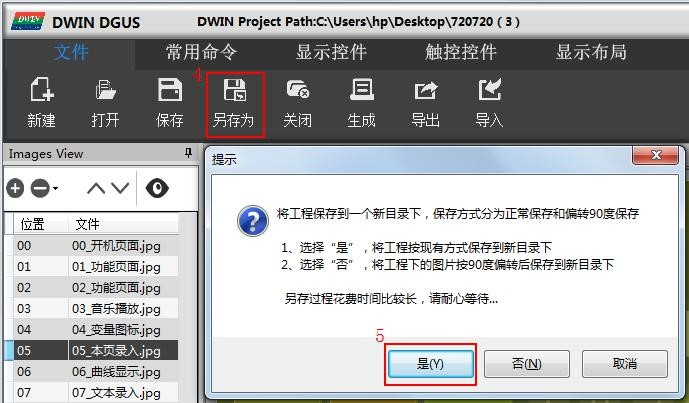 DWIN DWIN DGUS DWIN Project Path:C:\Users\hp\Desktop\720720（3）
文件 常用命令 显示控件 触控控件 显示布局
4
新建 打开 保存 另存为 关闭 生成 导出 导入
Images View
提示
位置 文件
00 00_开机页面.jpg
01 01_功能页面.jpg
02 02_功能页面.jpg
03 03_音乐播放.jpg
04 04_变量图标.jpg
05 05_本页录入.jpg
06 06_曲线显示.jpg
07 07_文本录入.jpg
将工程保存到一个新目录下，保存方式分为正常保存和偏转90度保存
1、选择“是”，将工程按现有方式保存到新目录下
2、选择“否”，将工程下的图片按90度偏转后保存到新目录下
另存过程花费时间比较长，请耐心等待...
5
是(Y) 否(N) 取消